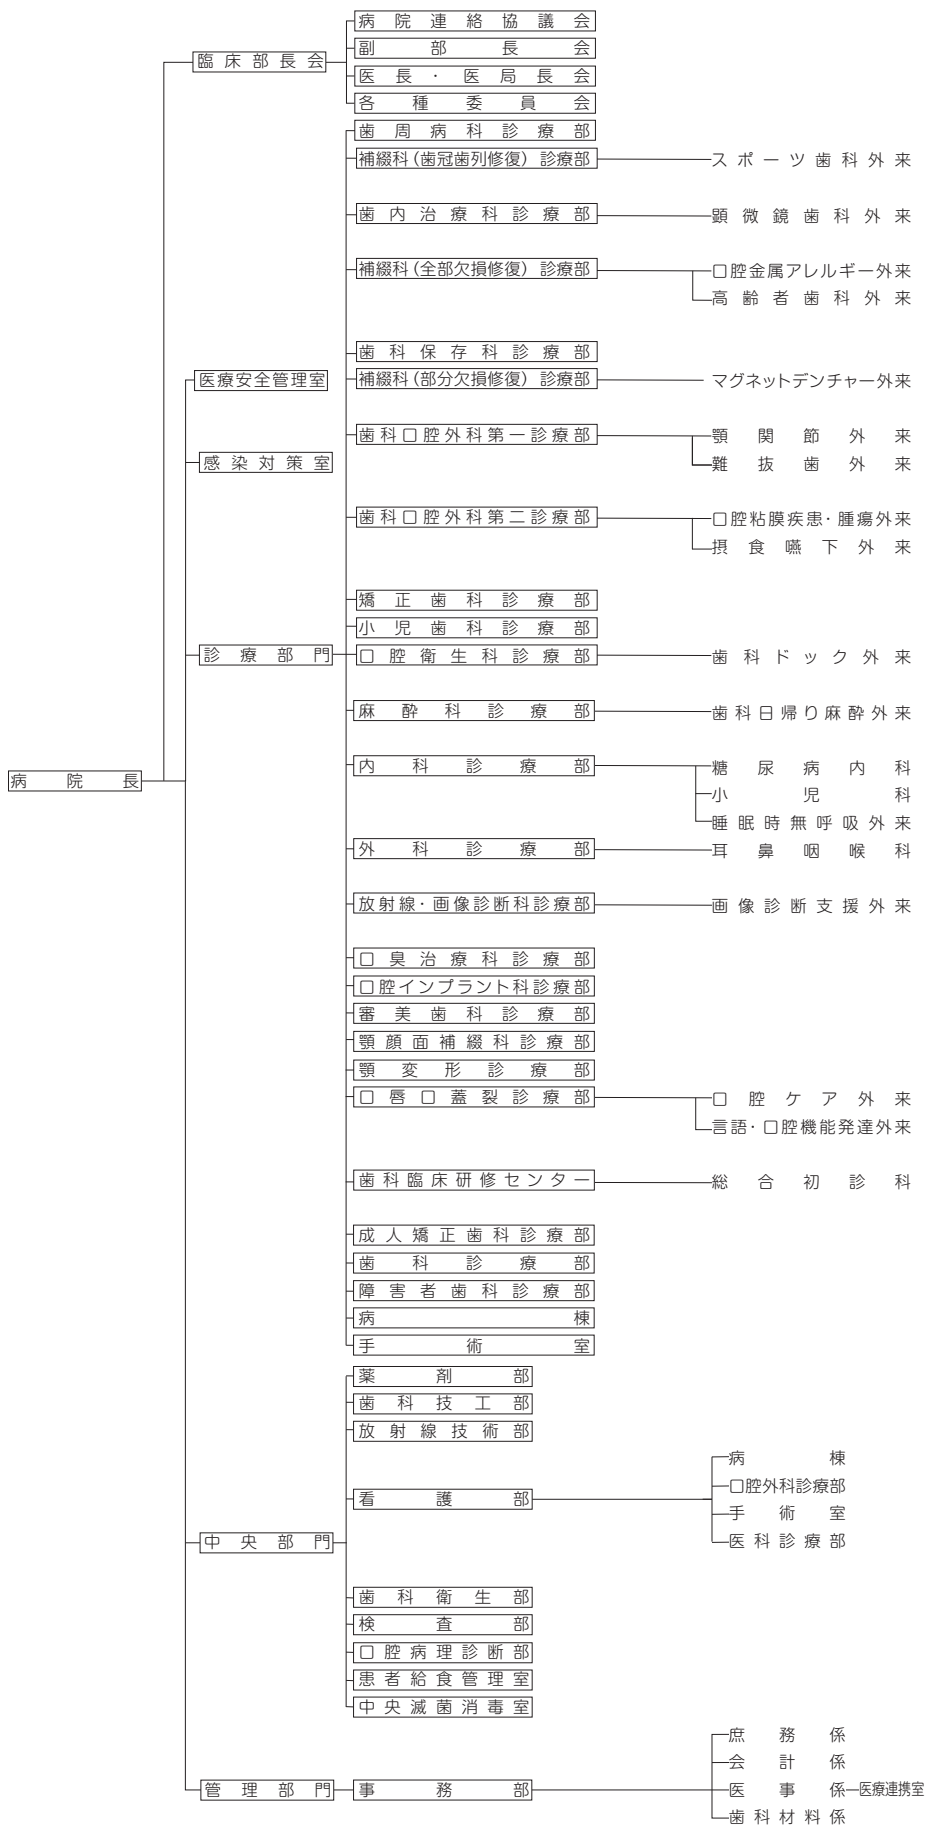 病院連絡協議会
副部長会
臨床部長会
医長・医局長会
各種委員会
歯周病科診療部
補綴科(歯冠歯列修復)診療部
スポーツ歯科外来
歯内治療科診療部
顕微鏡歯科外来
補綴科(全部欠損修復)診療部
口腔金属アレルギー外来
高齢者歯科外来
歯科保存科診療部
医療安全管理室
補綴科(部分欠損修復)診療部
マグネットデンチャー外来
歯科口腔外科第一診療部
顎関節外来
感染対策室
難抜歯外来
歯科口腔外科第二診療部
口腔粘膜疾患・腫瘍外来
摂食嚥下外来
矯正歯科診療部
小児歯科診療部
診療部門
口腔衛生科診療部
歯科ドック外来
麻酔科診療部
歯科日帰り麻酔外来
病院長
内科診療部
糖尿病内科
小児科
睡眠時無呼吸外来
外科診療部
耳鼻咽喉科
放射線・画像診断科診療部
画像診断支援外来
口臭治療科診療部
口腔インプラント科診療部
審美歯科診療部
顎顔面補綴科診療部
顎変形診療部
口唇口蓋裂診療部
口腔ケア外来
言語・口腔機能発達外来
歯科臨床研修センター
総合初診科
成人矯正歯科診療部
歯科診療部
障害者歯科診療部
病棟
手術室
薬剤部
歯科技工部
放射線技術部
看護部
病棟
口腔外科診療部
手術室
医科診療部
中央部門
歯科衛生部
検査部
口腔病理診断部
患者給食管理室
中央滅菌消毒室
管理部門
事務部
庶務係
会計係
医事係
医療連携室
歯科材料係